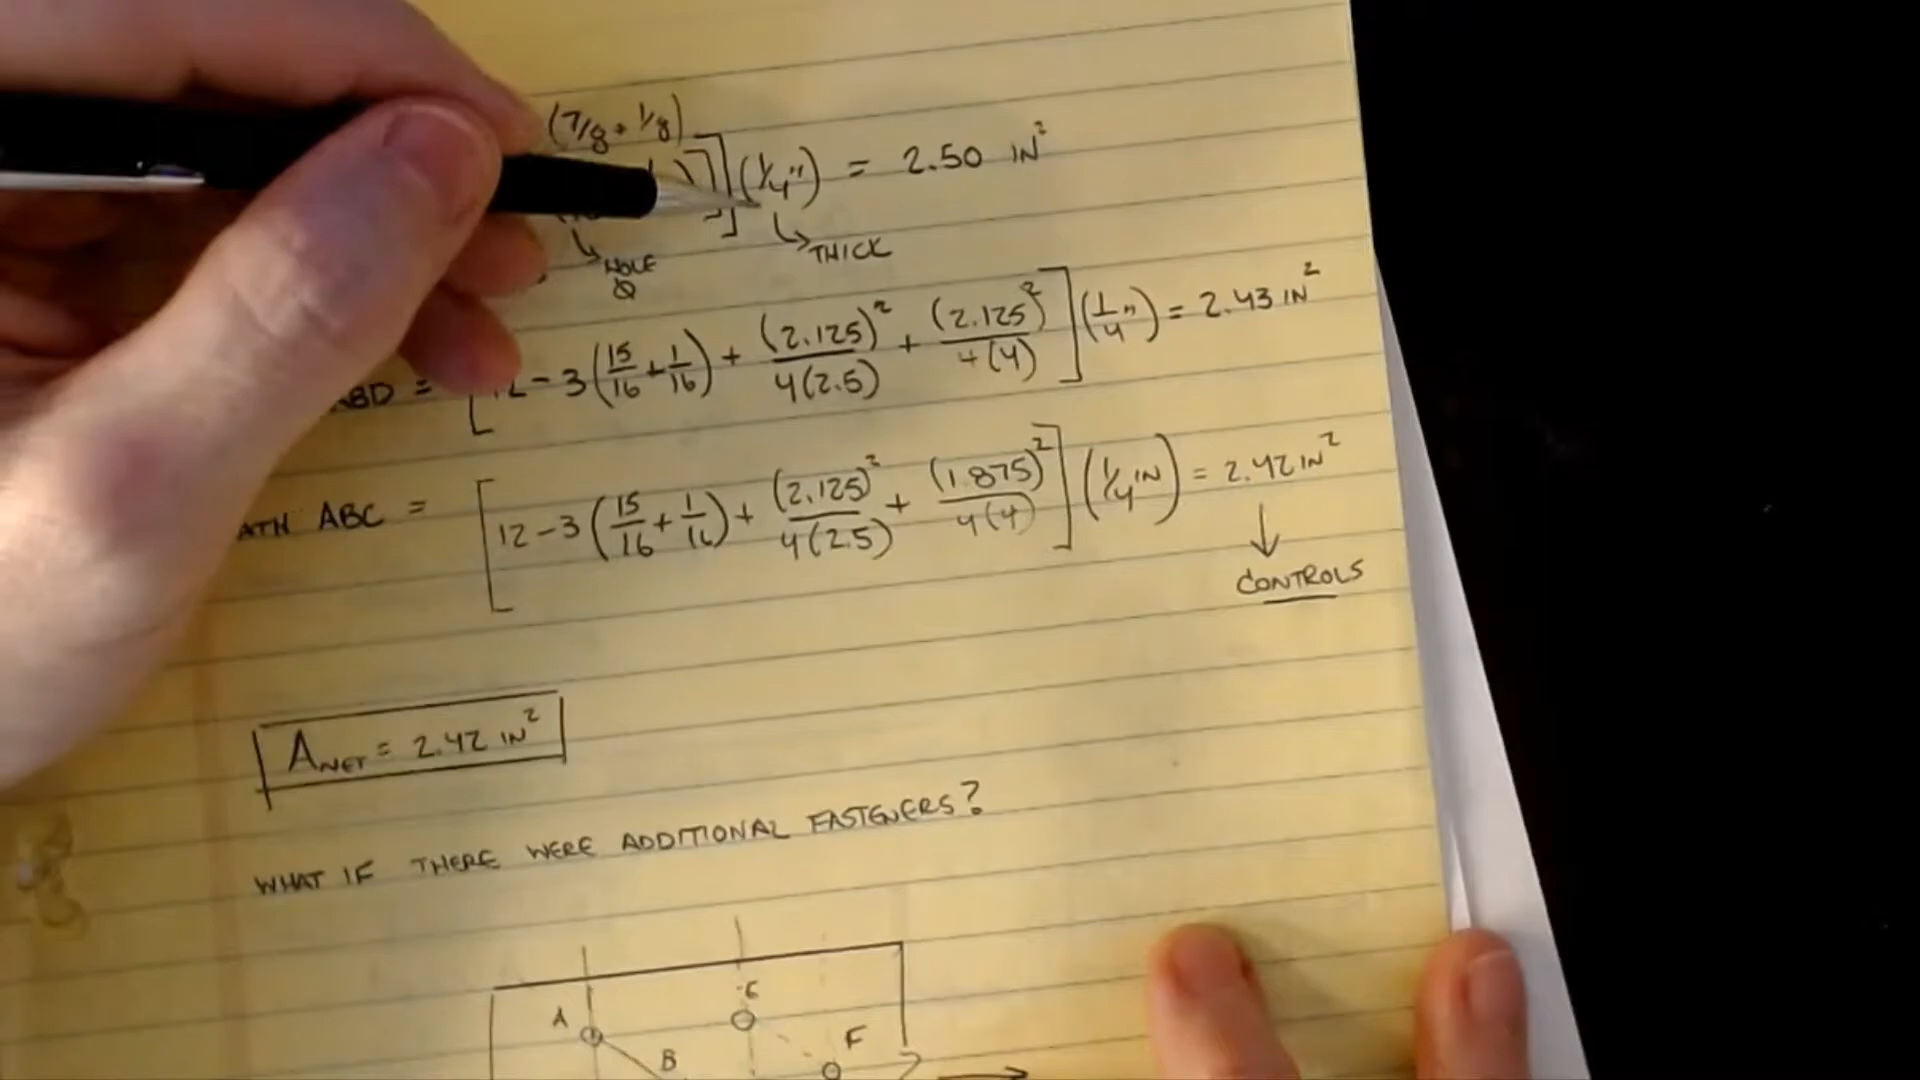 (7/8 + 1/8)
](1/4") = 2.50 IN²
HOLE Ø
THICK
ABD = [12 - 3(15/16 + 1/16) + (2.125)²/4(2.5) + (2.125)²/4(4)](1/4") = 2.43 IN²
ATH ABC = [12 - 3(15/16 + 1/16) + (2.125)²/4(2.5) + (1.875)²/4(4)](1/4 IN) = 2.42 IN²
CONTROLS
ANET = 2.42 IN²
WHAT IF THERE WERE ADDITIONAL FASTENERS?
A
B
F